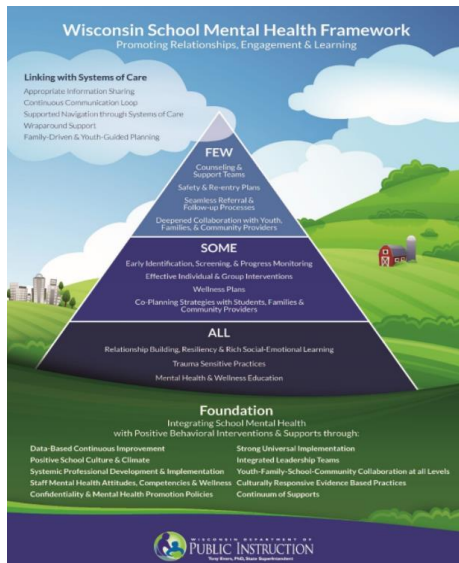 Wisconsin School Mental Health Framework
Promoting Relationships, Engagement & Learning
Linking with Systems of Care
Appropriate Information Sharing
Continuous Communication Loop
Supported Navigation through Systems of Care
Wraparound Support
Family-Driven & Youth-Guided Planning
FEW
Counseling &
Support Teams
Safety & Re-entry Plans
Seamless Referral &
Follow-up Processes
Deepened Collaboration with Youth,
Families, & Community Providers
SOME
Early Identification, Screening, & Progress Monitoring
Effective Individual & Group Interventions
Wellness Plans
Co-Planning Strategies with Students, Families &
Community Providers
ALL
Relationship Building, Resiliency & Rich Social-Emotional Learning
Trauma Sensitive Practices
Mental Health & Wellness Education
Foundation
Integrating School Mental Health
with Positive Behavioral Interventions & Supports through:
Data-Based Continuous Improvement
Positive School Culture & Climate
Systemic Professional Development & Implementation
Staff Mental Health Attitudes, Competencies & Wellness
Confidentiality & Mental Health Promotion Policies
Strong Universal Implementation
Integrated Leadership Teams
Youth-Family-School-Community Collaboration at all Levels
Culturally Responsive Evidence Based Practices
Continuum of Supports
WISCONSIN DEPARTMENT OF
PUBLIC INSTRUCTION
Tony Evers, PhD, State Superintendent